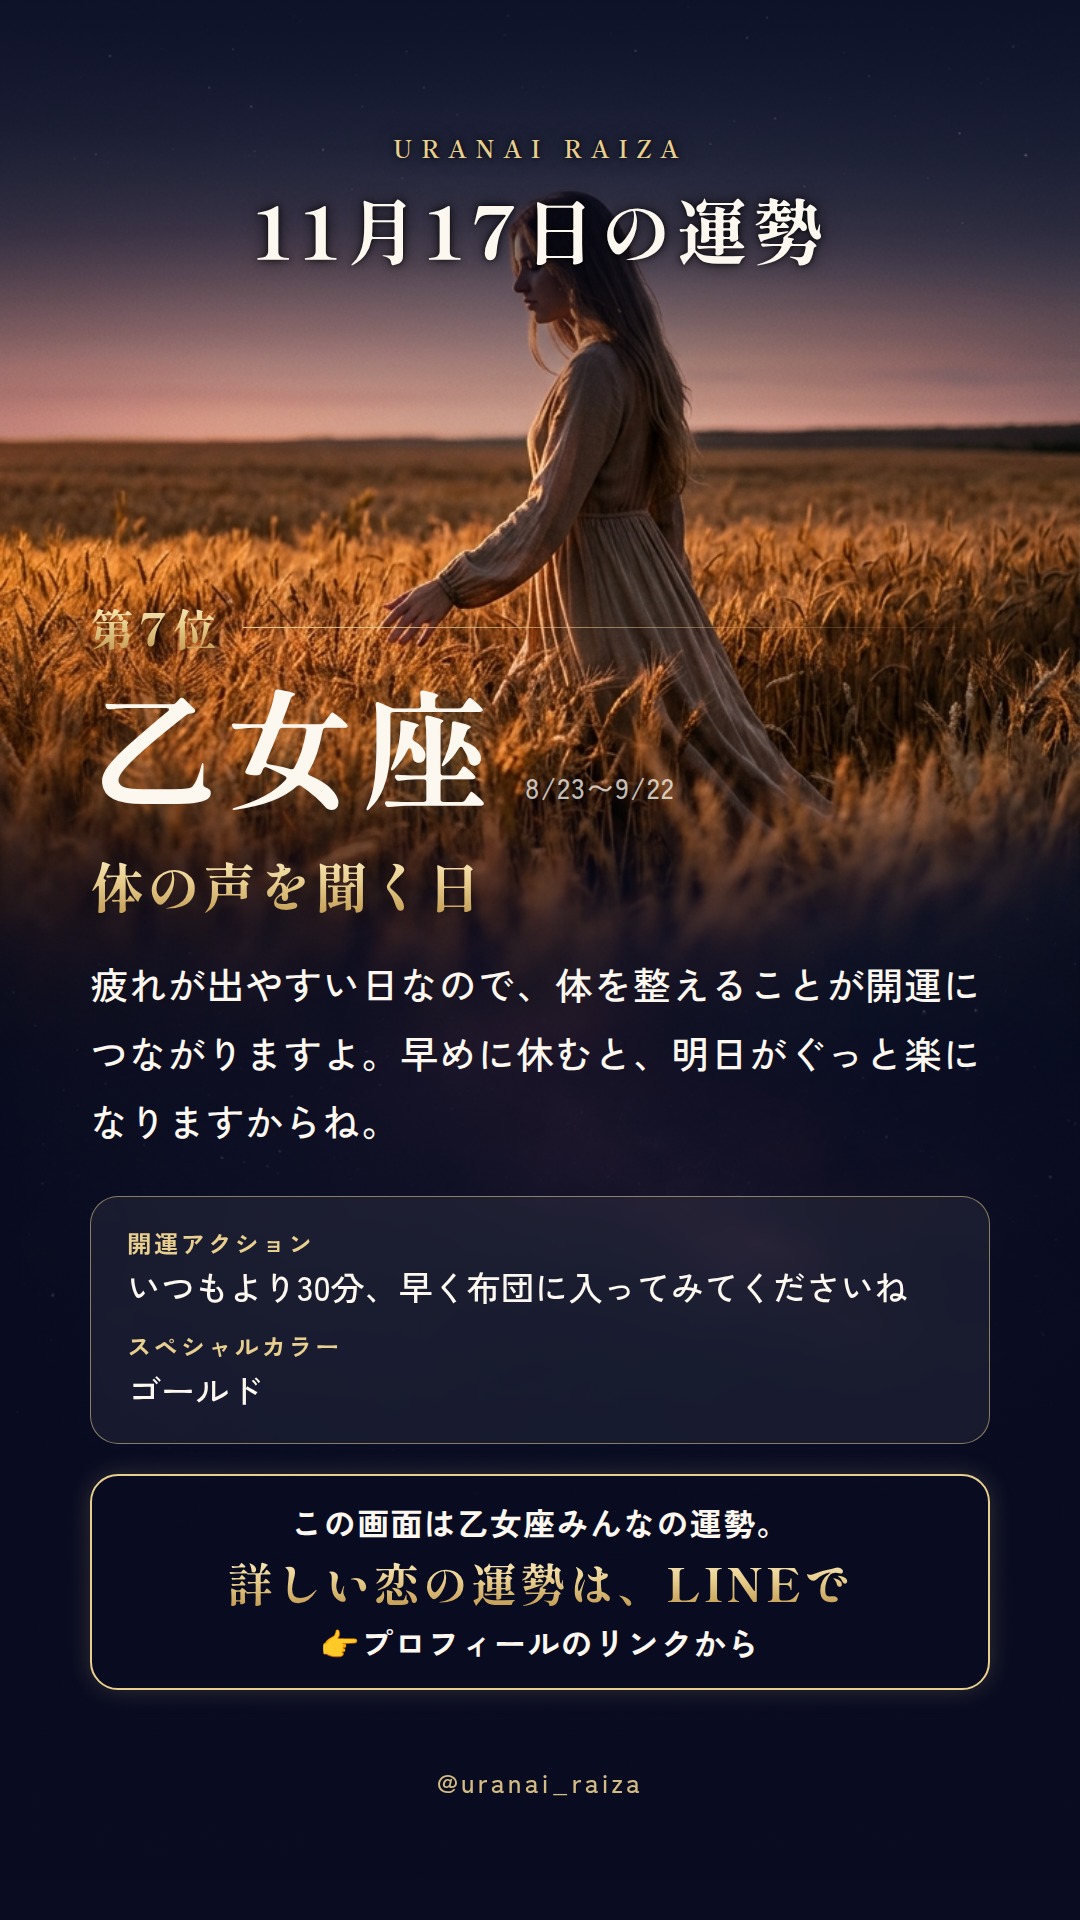 URANAI RAIZA
11月17日の運勢
第7位
乙女座 8/23〜9/22
体の声を聞く日
疲れが出やすい日なので、体を整えることが開運に
つながりますよ。早めに休むと、明日がぐっと楽に
なりますからね。
開運アクション
いつもより30分、早く布団に入ってみてくださいね
スペシャルカラー
ゴールド
この画面は乙女座みんなの運勢。
詳しい恋の運勢は、LINEで
👉プロフィールのリンクから
@uranai_raiza